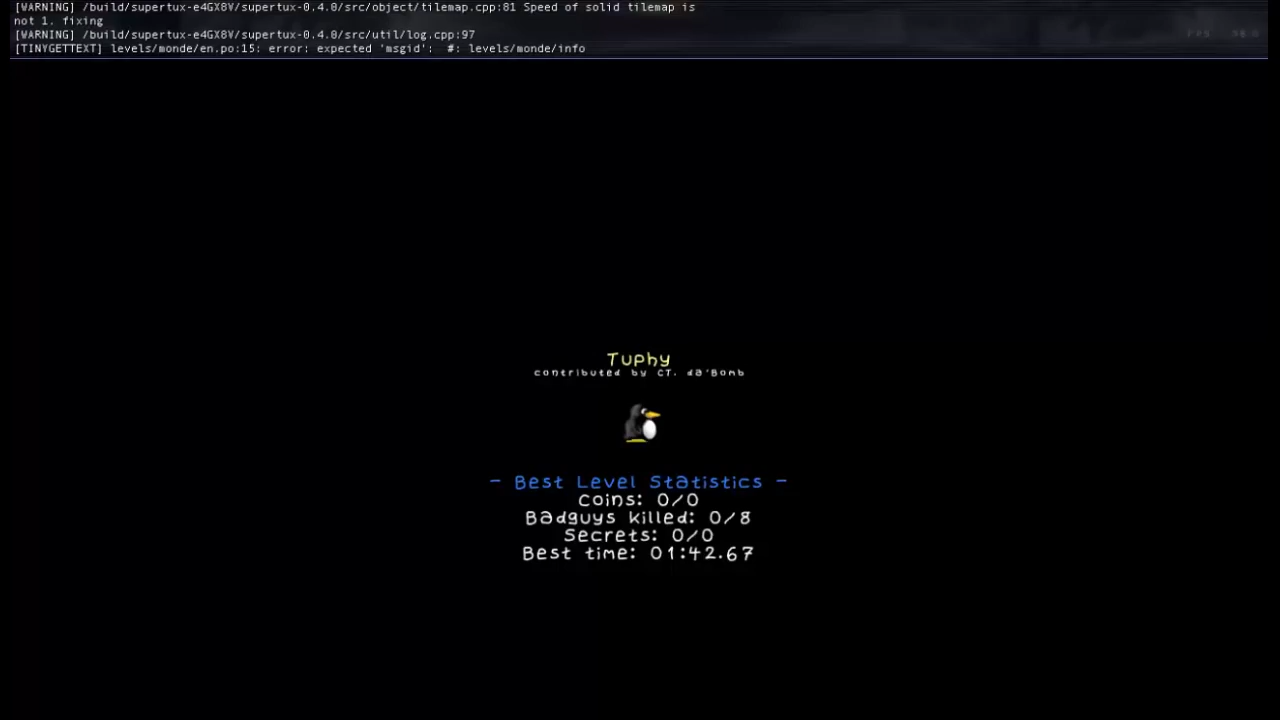 [WARNING] /build/supertux-e4GX8V/supertux-0.4.0/src/object/tilemap.cpp:81 Speed of solid tilemap is
not 1. fixing
[WARNING] /build/supertux-e4GX8V/supertux-0.4.0/src/util/log.cpp:97
[TINYGETTEXT] levels/monde/en.po:15: error: expected 'msgid':  #: levels/monde/info
FPS
Tuphy
contributed by CT. da'Bomb
- Best Level Statistics -
Coins: 0/0
Badguys killed: 0/8
Secrets: 0/0
Best time: 01:42.67